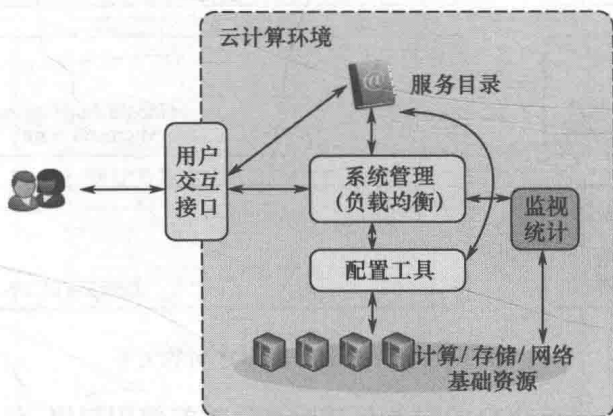 云计算环境
@
服务目录
用户
交互
接口
系统管理
(负载均衡)
监视
统计
配置工具
计算/存储/网络
基础资源